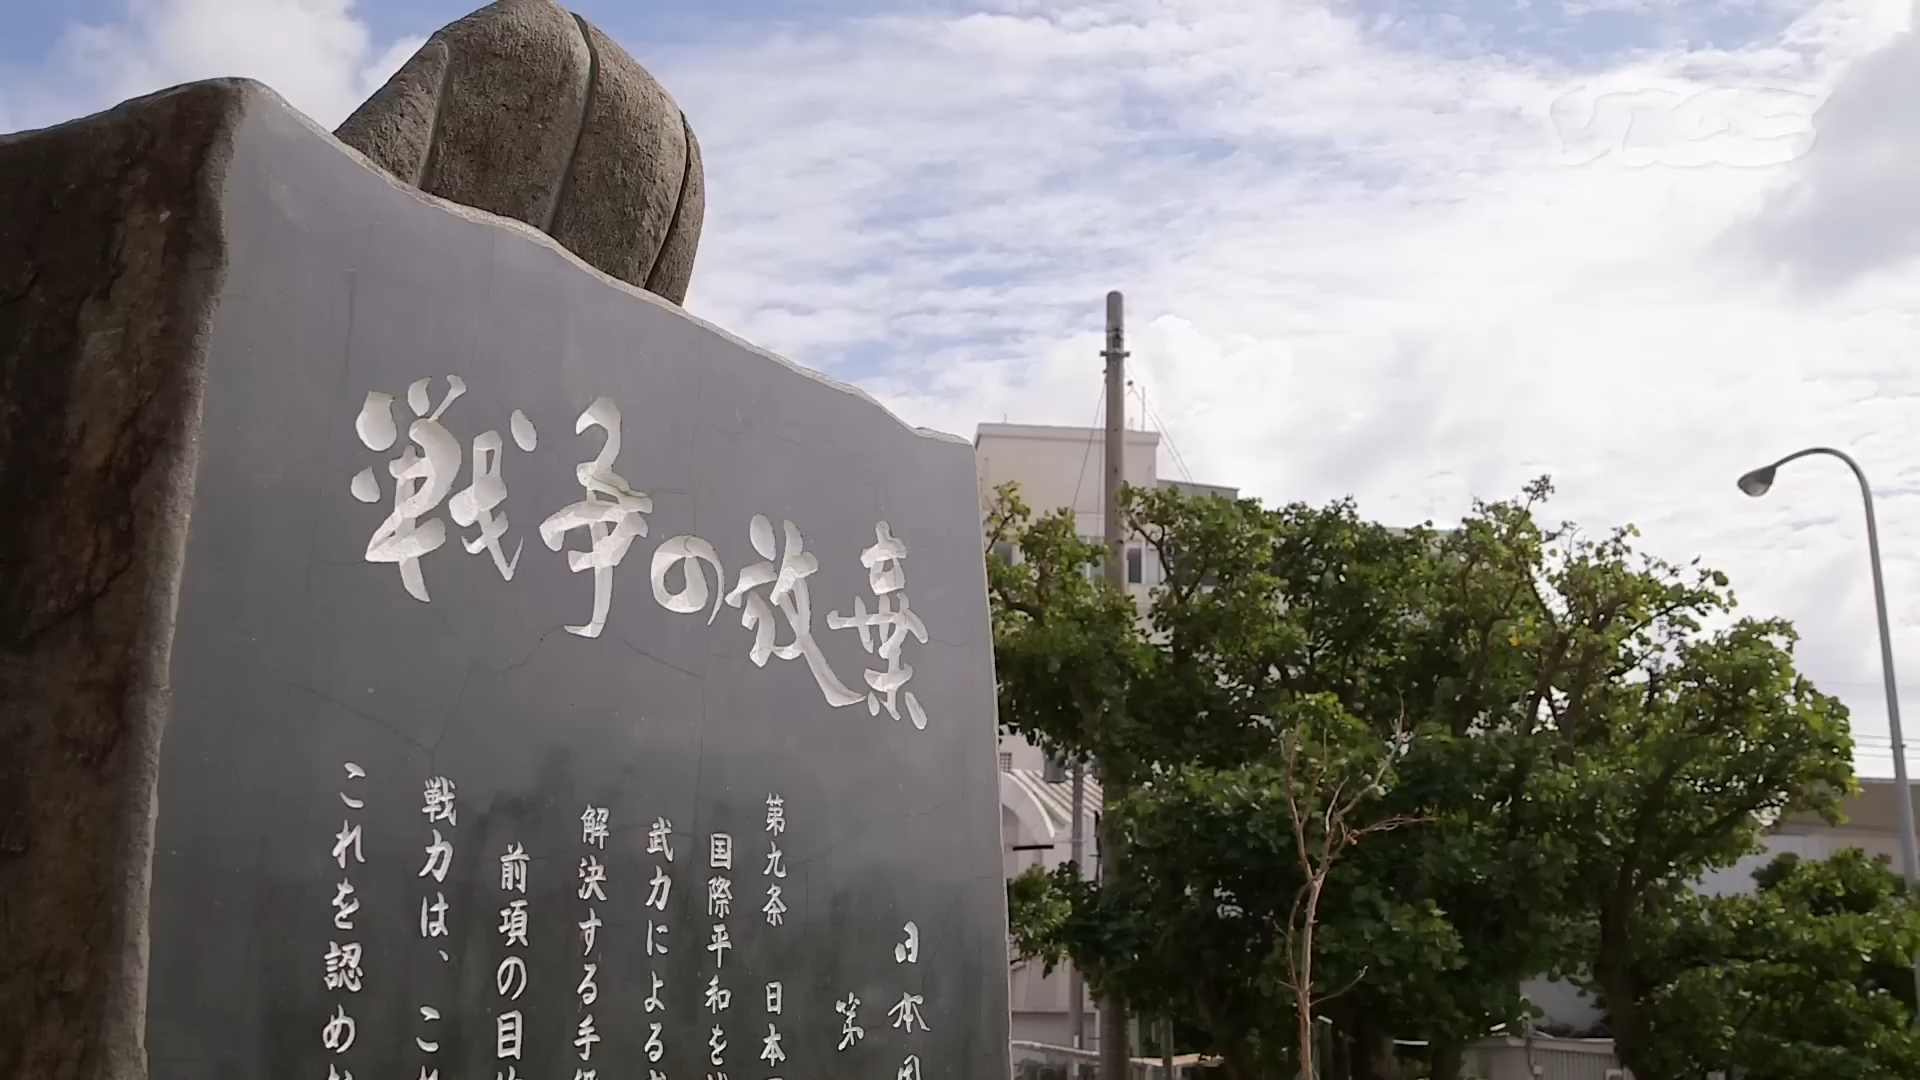 VICE
戦争の放棄
日本国
第
第九条 日本
国際平和を
武力による
解決する手
前項の目
戦力は、こ
これを認め